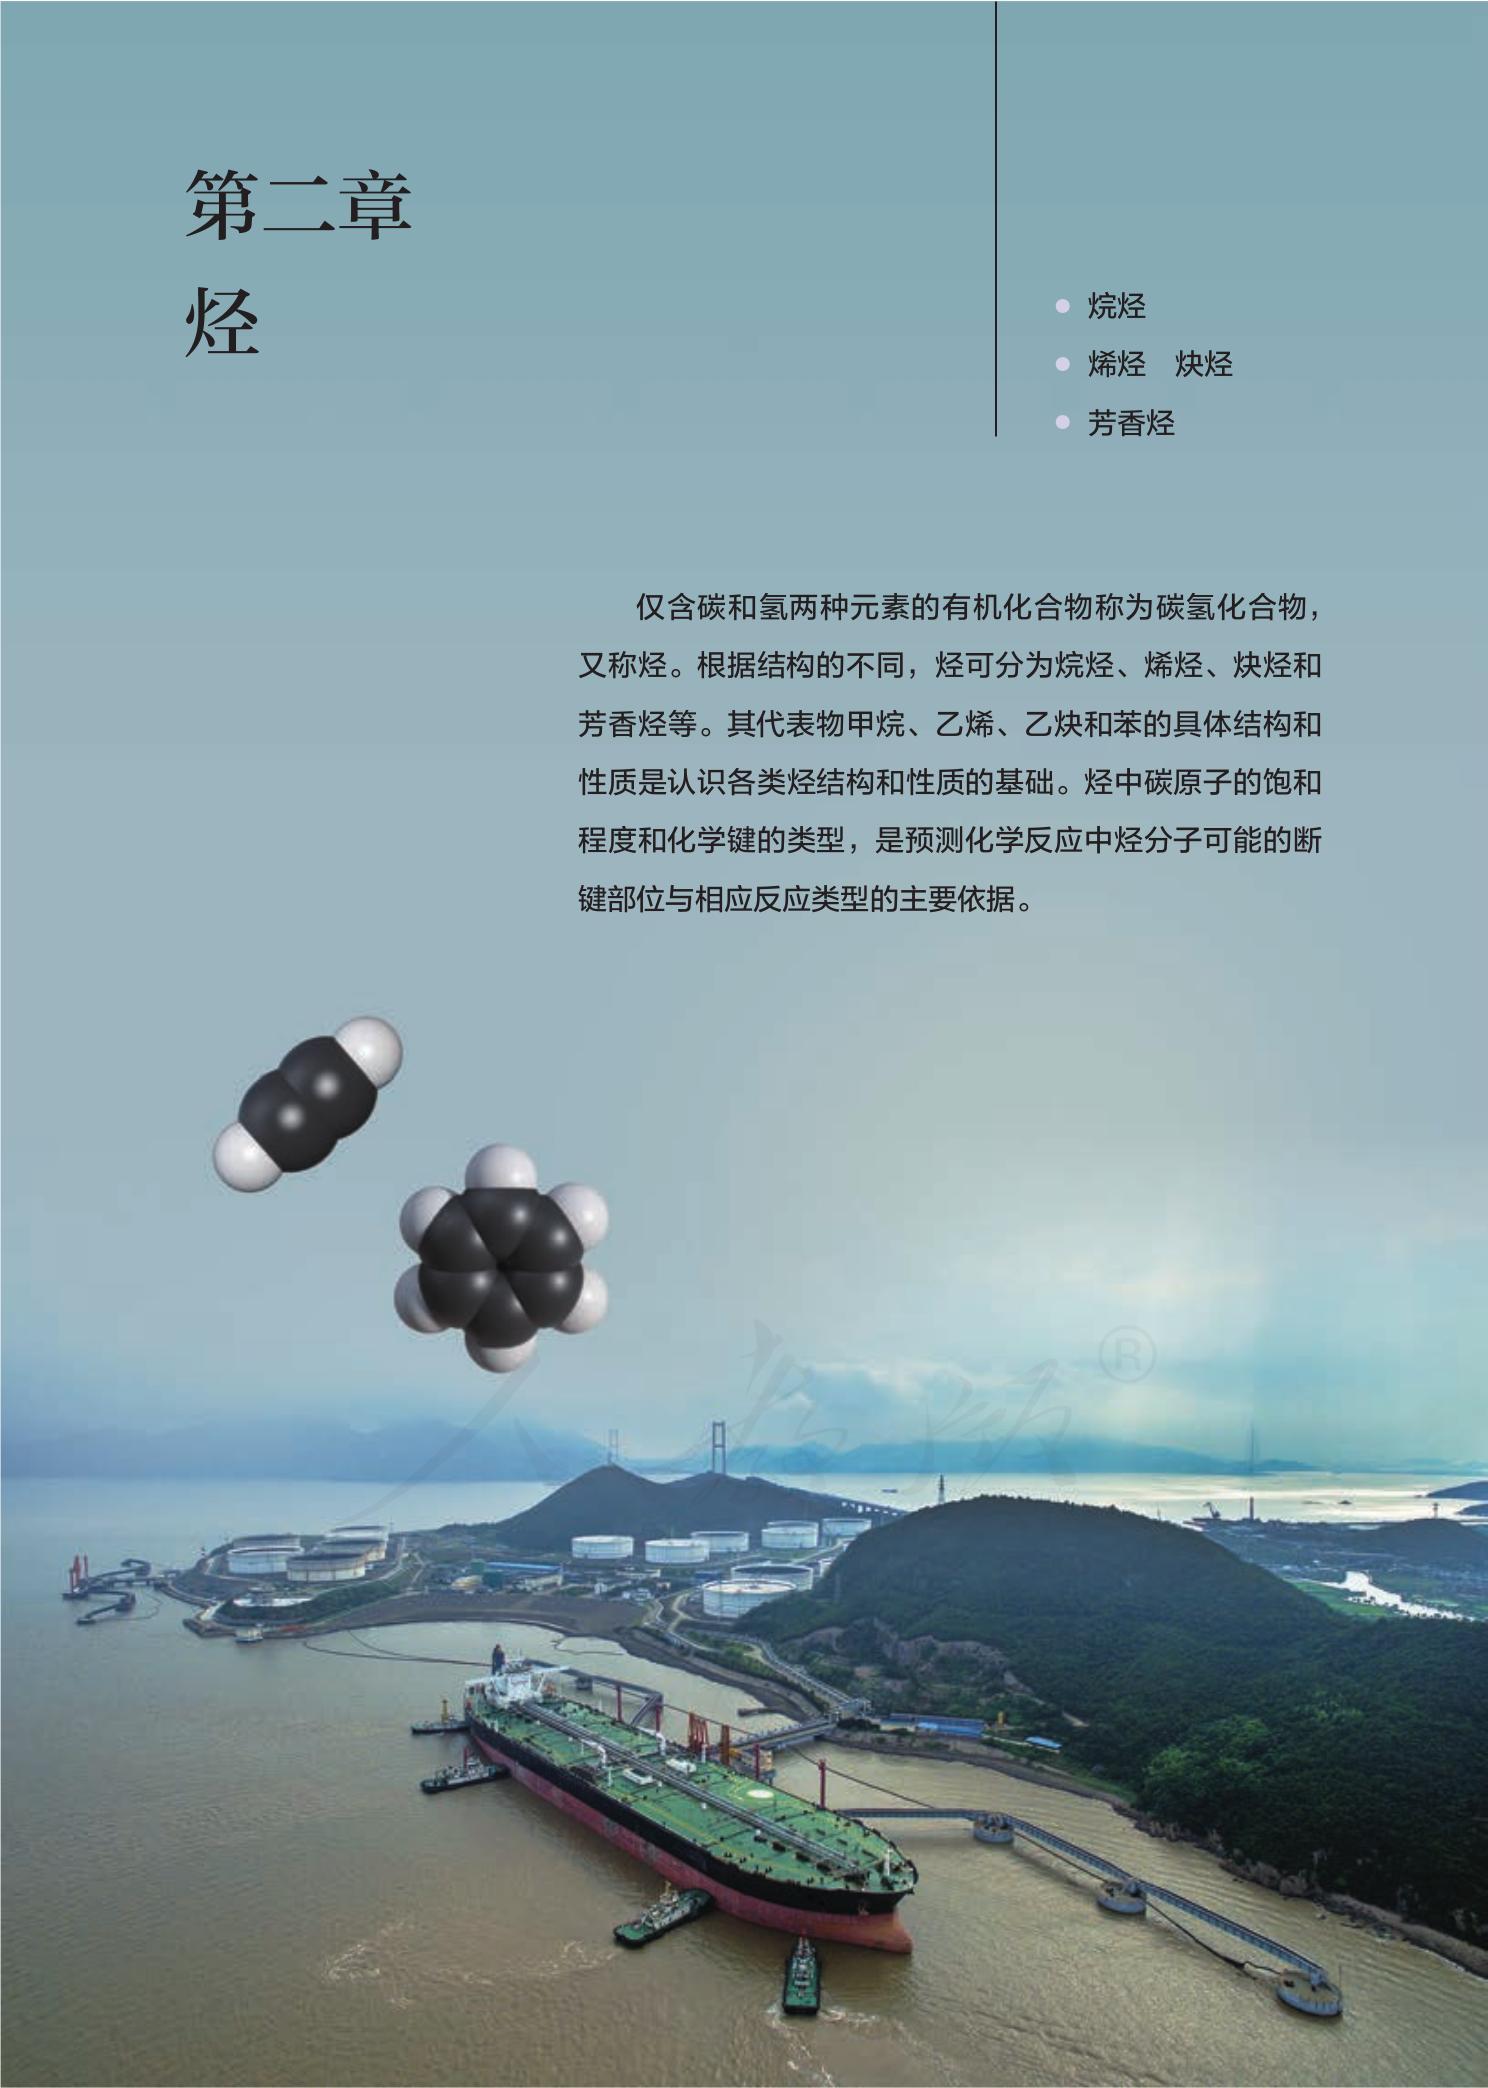 第二章
烃
烷烃
烯烃 炔烃
芳香烃
仅含碳和氢两种元素的有机化合物称为碳氢化合物，
又称烃。根据结构的不同，烃可分为烷烃、烯烃、炔烃和
芳香烃等。其代表物甲烷、乙烯、乙炔和苯的具体结构和
性质是认识各类烃结构和性质的基础。烃中碳原子的饱和
程度和化学键的类型，是预测化学反应中烃分子可能的断
键部位与相应反应类型的主要依据。
人教版®